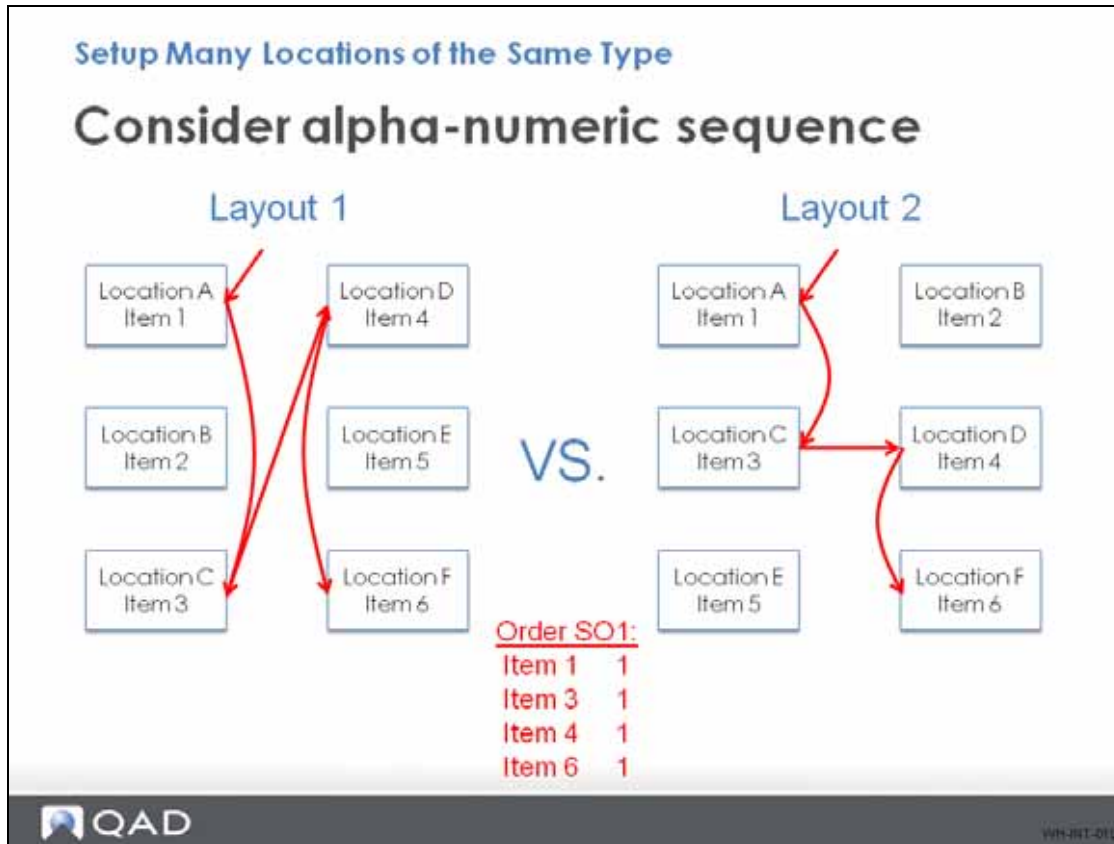 Setup Many Locations of the Same Type
Consider alpha-numeric sequence
Layout 1
Location A
Item 1
Location D
Item 4
Location B
Item 2
Location E
Item 5
Location C
Item 3
Location F
Item 6
VS.
Layout 2
Location A
Item 1
Location B
Item 2
Location C
Item 3
Location D
Item 4
Location E
Item 5
Location F
Item 6
Order SO1:
Item 1 1
Item 3 1
Item 4 1
Item 6 1
QAD